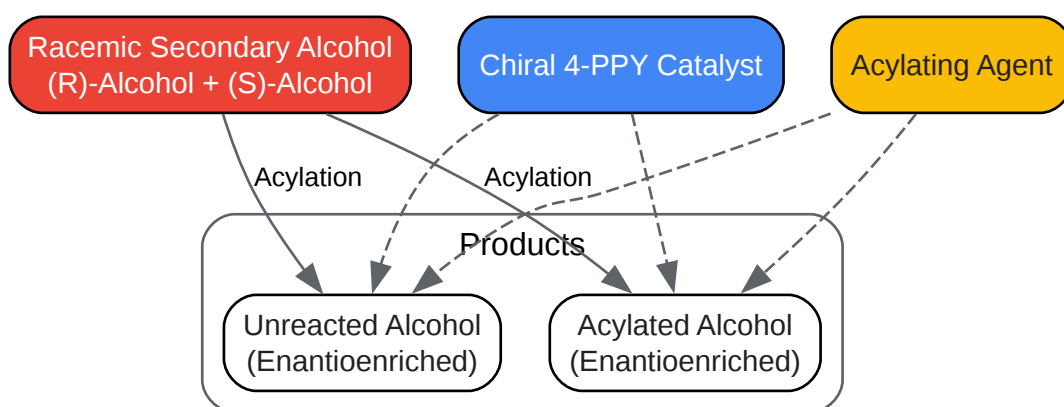 Racemic Secondary Alcohol
(R)-Alcohol + (S)-Alcohol
Chiral 4-PPY Catalyst
Acylating Agent
Acylation
Acylation
Products
Unreacted Alcohol
(Enantioenriched)
Acylated Alcohol
(Enantioenriched)